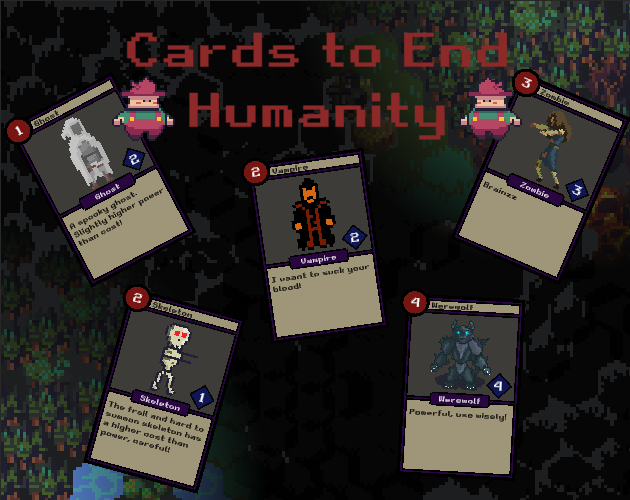 Cards to End
Humanity
1
Ghost
2
Ghost
A spooky ghost.
Slightly higher power
than cost!
2
Vampire
2
Vampire
I want to suck your
blood!
3
Zombie
3
Zombie
Brainzz
2
Skeleton
1
Skeleton
The frail and hard to
summon skeleton has
a higher cost than
power, careful!
4
Werewolf
4
Werewolf
Powerful, use wisely!